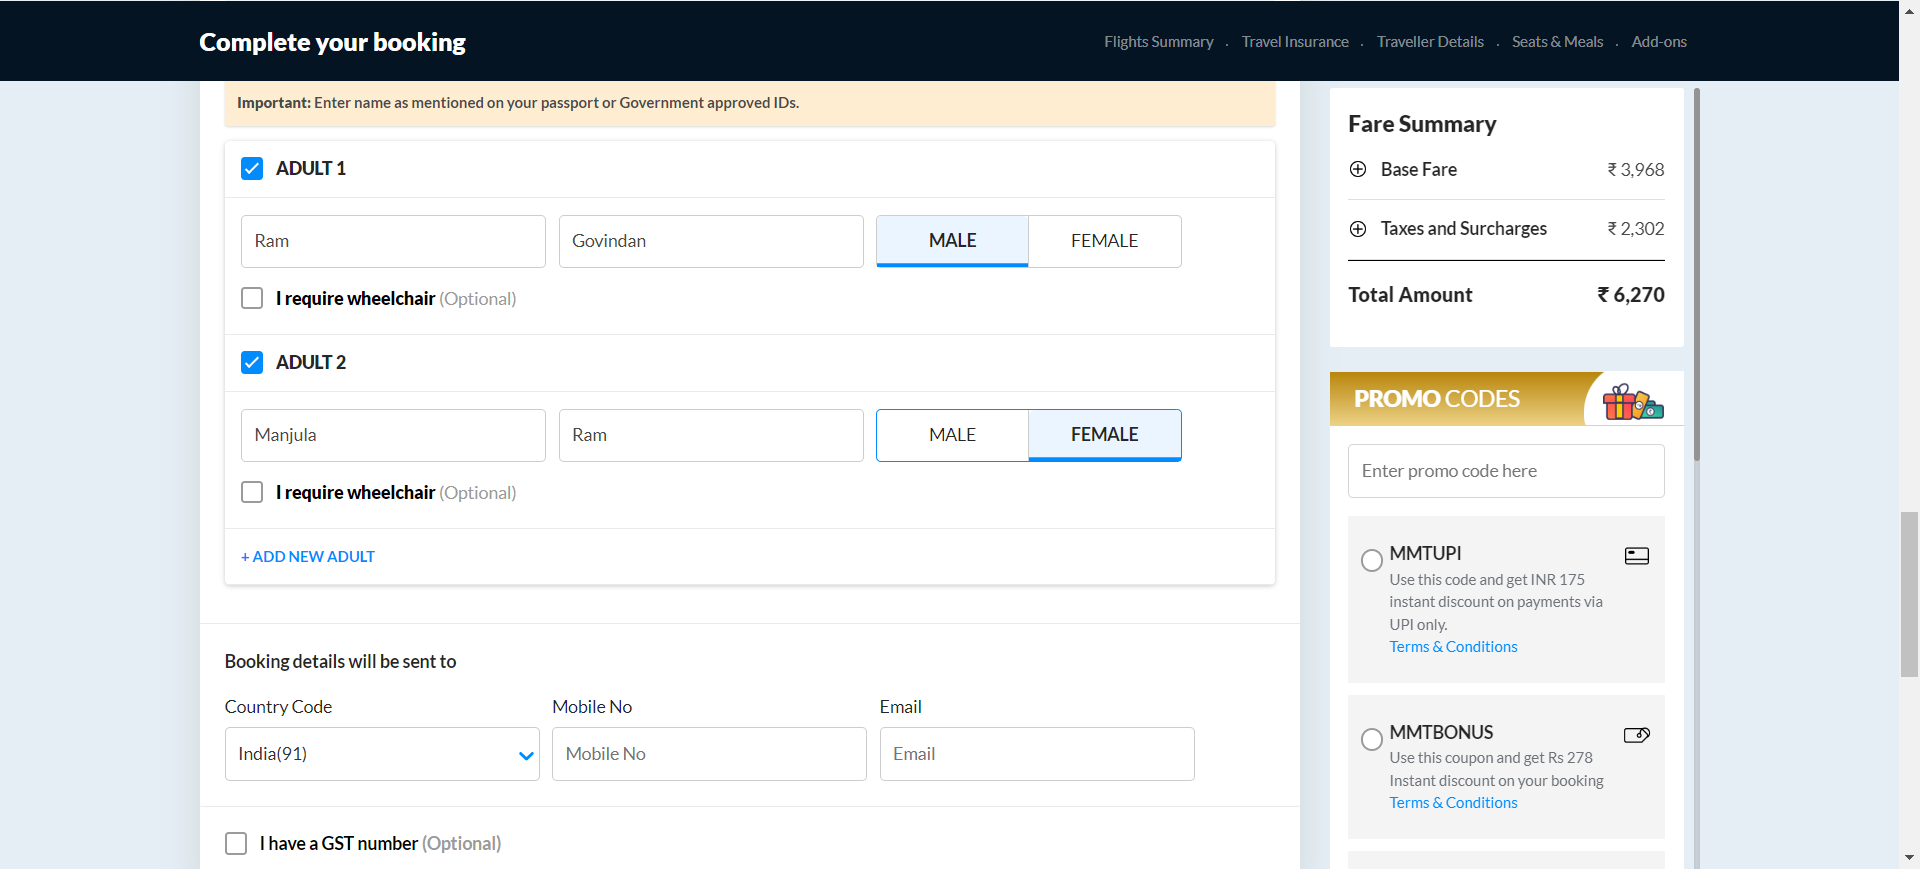 Complete your booking
Flights Summary . Travel Insurance . Traveller Details . Seats & Meals . Add-ons
Important: Enter name as mentioned on your passport or Government approved IDs.
ADULT 1
Ram Govindan MALE FEMALE
I require wheelchair (Optional)
ADULT 2
Manjula Ram MALE FEMALE
I require wheelchair (Optional)
+ ADD NEW ADULT
Booking details will be sent to
Country Code Mobile No Email
India(91) Mobile No Email
I have a GST number (Optional)
Fare Summary
Base Fare ₹ 3,968
Taxes and Surcharges ₹ 2,302
Total Amount ₹ 6,270
PROMO CODES
Enter promo code here
MMTUPI
Use this code and get INR 175
instant discount on payments via
UPI only.
Terms & Conditions
MMTBONUS
Use this coupon and get Rs 278
Instant discount on your booking
Terms & Conditions